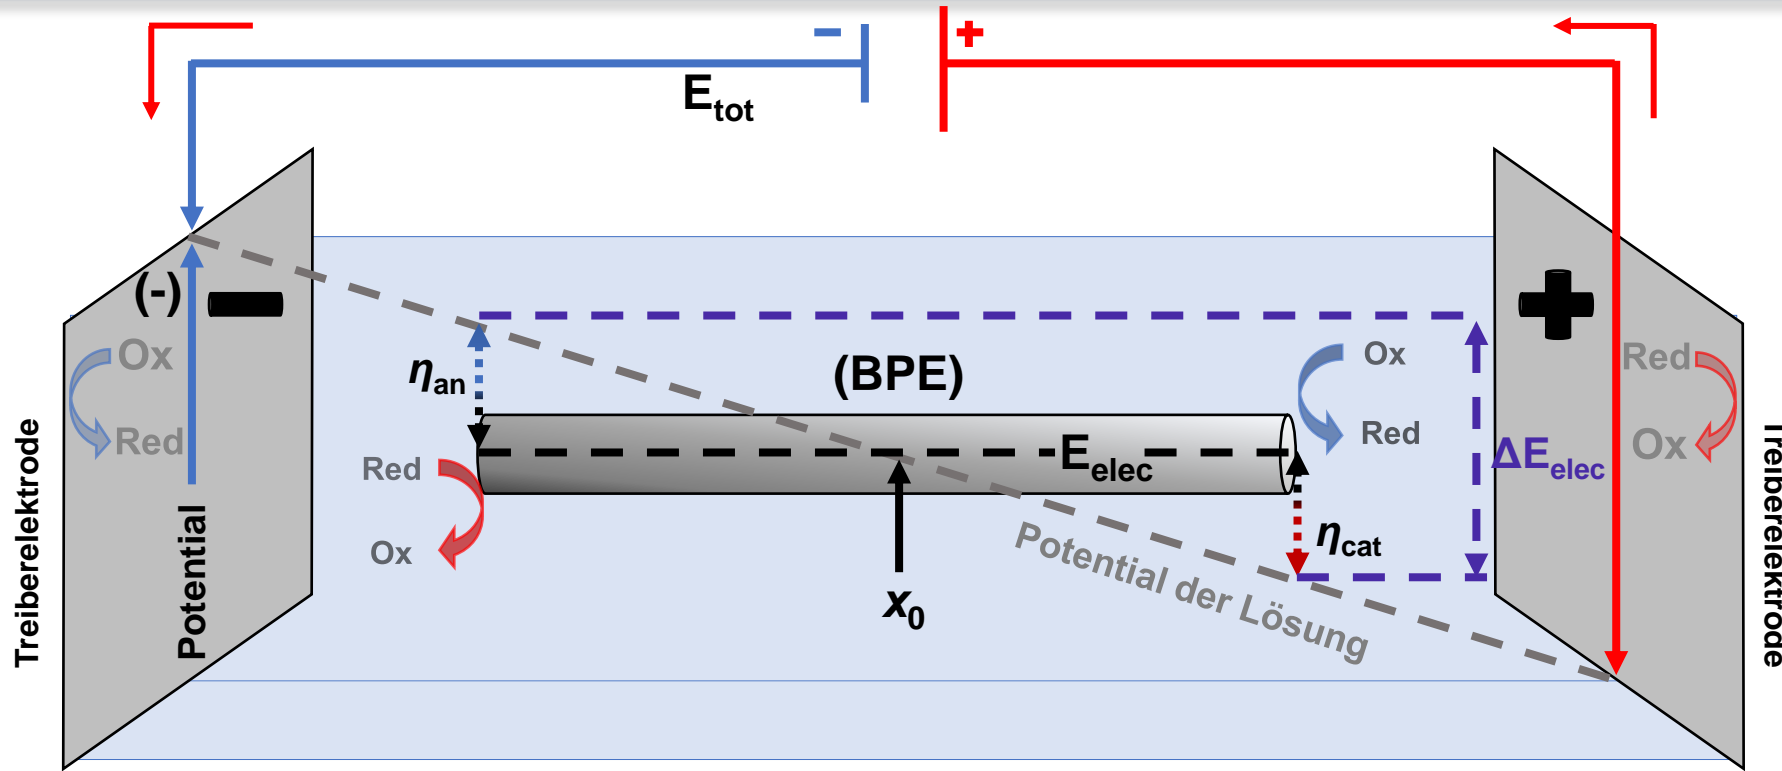 − +
E_tot
(-)
− +
Ox
Red
Potential
Treiberelektrode
η_an
(BPE)
Red
Ox
E_elec
x_0
Ox
Red
η_cat
ΔE_elec
Potential der Lösung
Red
Ox
Treiberelektrode